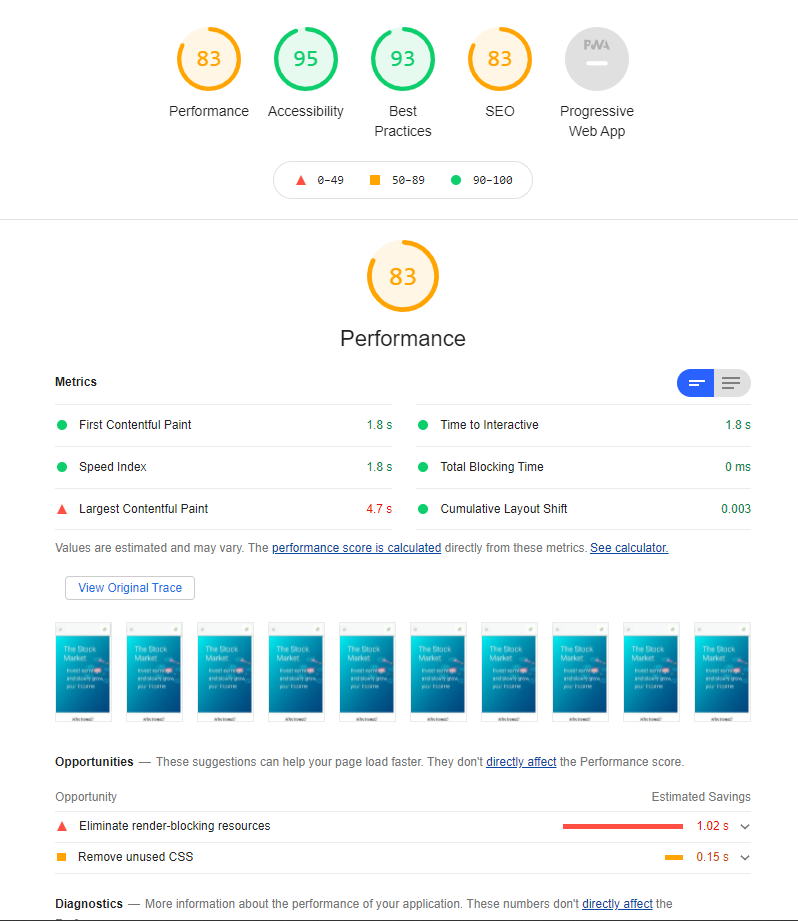 83 95 93 83 PWA
Performance Accessibility Best Practices SEO Progressive Web App
0–49 50–89 90–100
83
Performance
Metrics
First Contentful Paint 1.8 s
Time to Interactive 1.8 s
Speed Index 1.8 s
Total Blocking Time 0 ms
Largest Contentful Paint 4.7 s
Cumulative Layout Shift 0.003
Values are estimated and may vary. The performance score is calculated directly from these metrics. See calculator.
View Original Trace
The Stock Market
The Stock Market
The Stock Market
The Stock Market
The Stock Market
The Stock Market
The Stock Market
The Stock Market
The Stock Market
The Stock Market
Opportunities — These suggestions can help your page load faster. They don't directly affect the Performance score.
Opportunity Estimated Savings
Eliminate render-blocking resources 1.02 s
Remove unused CSS 0.15 s
Diagnostics — More information about the performance of your application. These numbers don't directly affect the